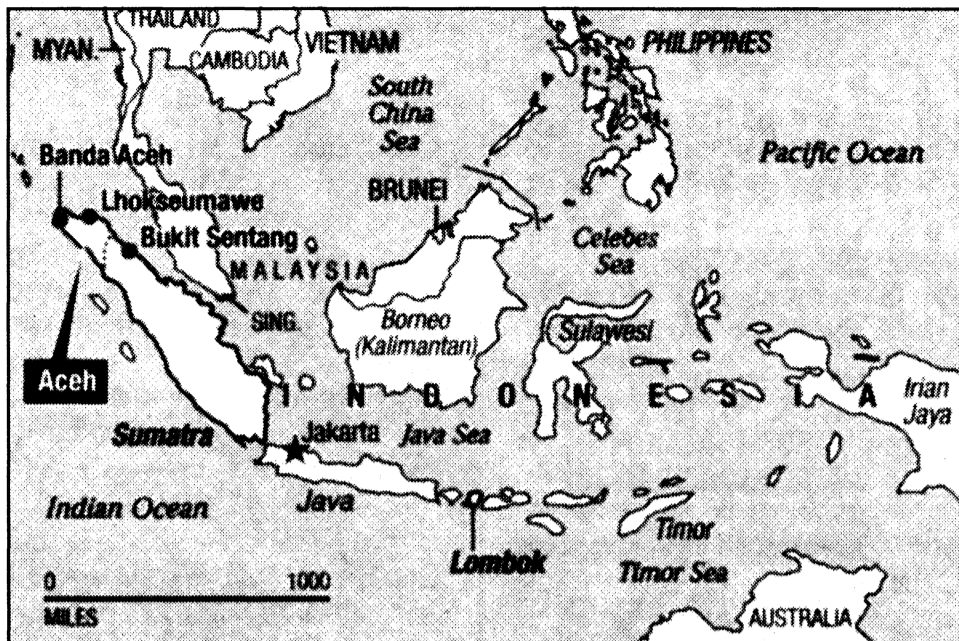 THAILAND
MYAN.
CAMBODIA
VIETNAM
PHILIPPINES
South
China
Sea
Pacific Ocean
Banda Aceh
Lhokseumawe
Bukit Sentang
BRUNEI
MALAYSIA
Celebes
Sea
SING.
Borneo
(Kalimantan)
Sulawesi
Aceh
INDONESIA
Irian
Jaya
Sumatra
Jakarta
Java Sea
Indian Ocean
Java
Lombok
Timor
Timor Sea
0 1000
MILES
AUSTRALIA